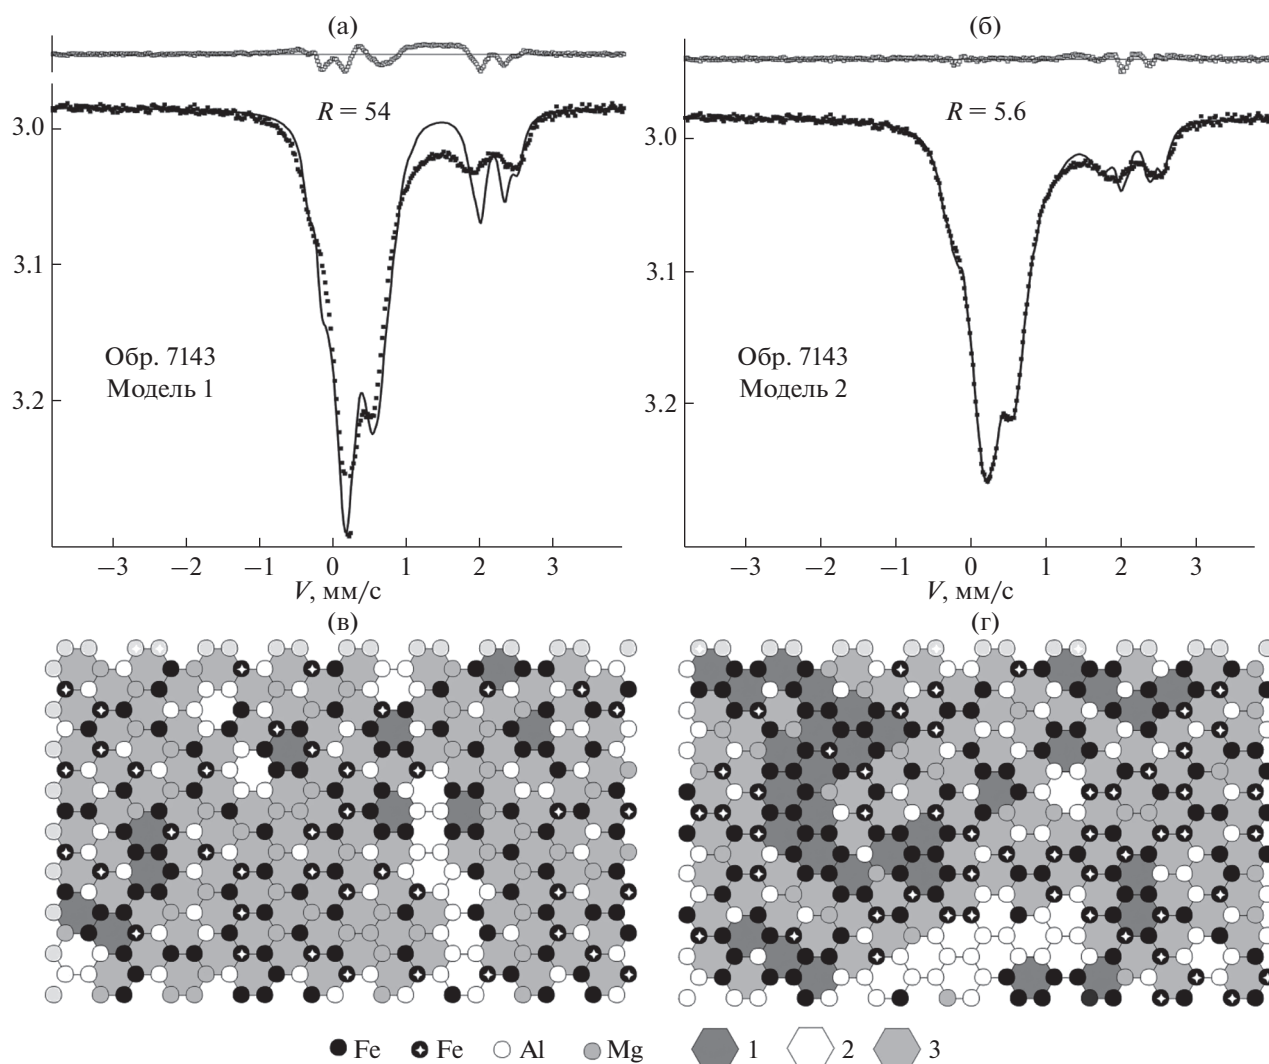 (а)
R = 54
3.0
3.1
3.2
Обр. 7143
Модель 1
−3 −2 −1 0 1 2 3
V, мм/с
(б)
R = 5.6
3.0
3.1
3.2
Обр. 7143
Модель 2
−3 −2 −1 0 1 2 3
V, мм/с
(в)
(г)
Fe Fe Al Mg 1 2 3